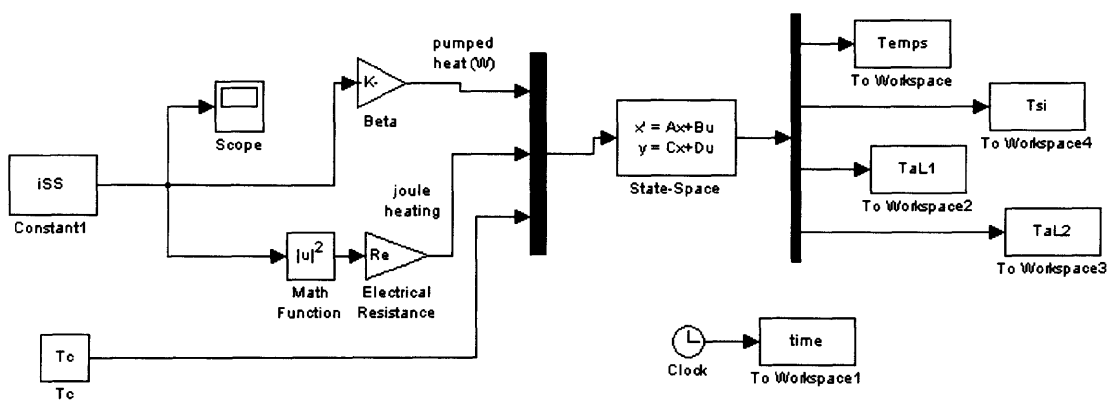 pumped
heat (W)
Temps
To Workspace
K-
Beta
Scope
Tsi
To Workspace4
x' = Ax+Bu
y = Cx+Du
State-Space
iSS
Constant1
TaL1
To Workspace2
joule
heating
TaL2
To Workspace3
|u|2
Math
Function
Re
Electrical
Resistance
Tc
Tc
time
Clock
To Workspace1